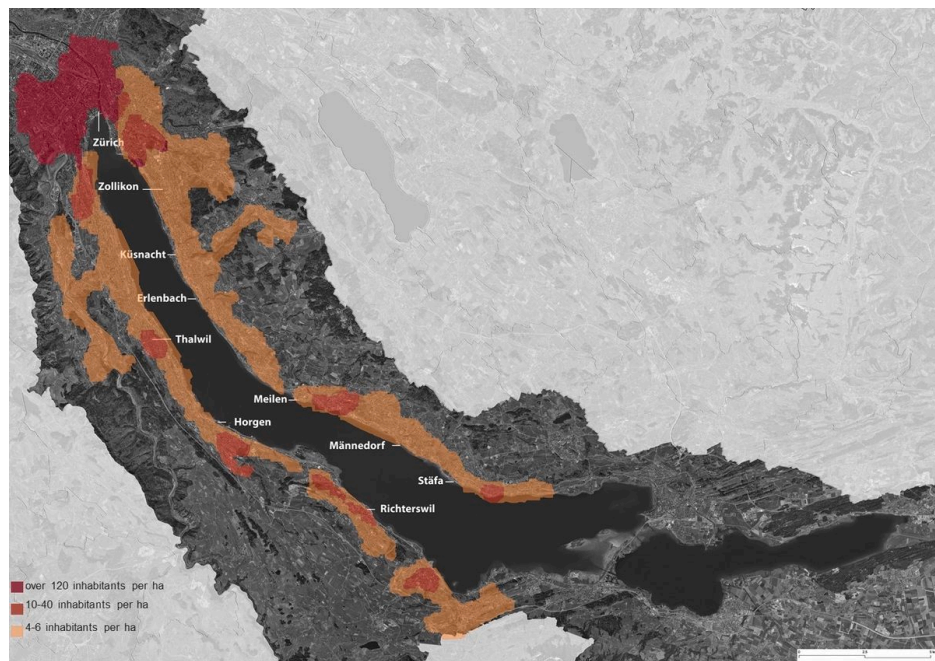 Zürich
Zollikon
Küsnacht
Erlenbach
Thalwil
Meilen
Horgen
Männedorf
Stäfa
Richterswil
over 120 inhabitants per ha
10-40 inhabitants per ha
4-6 inhabitants per ha